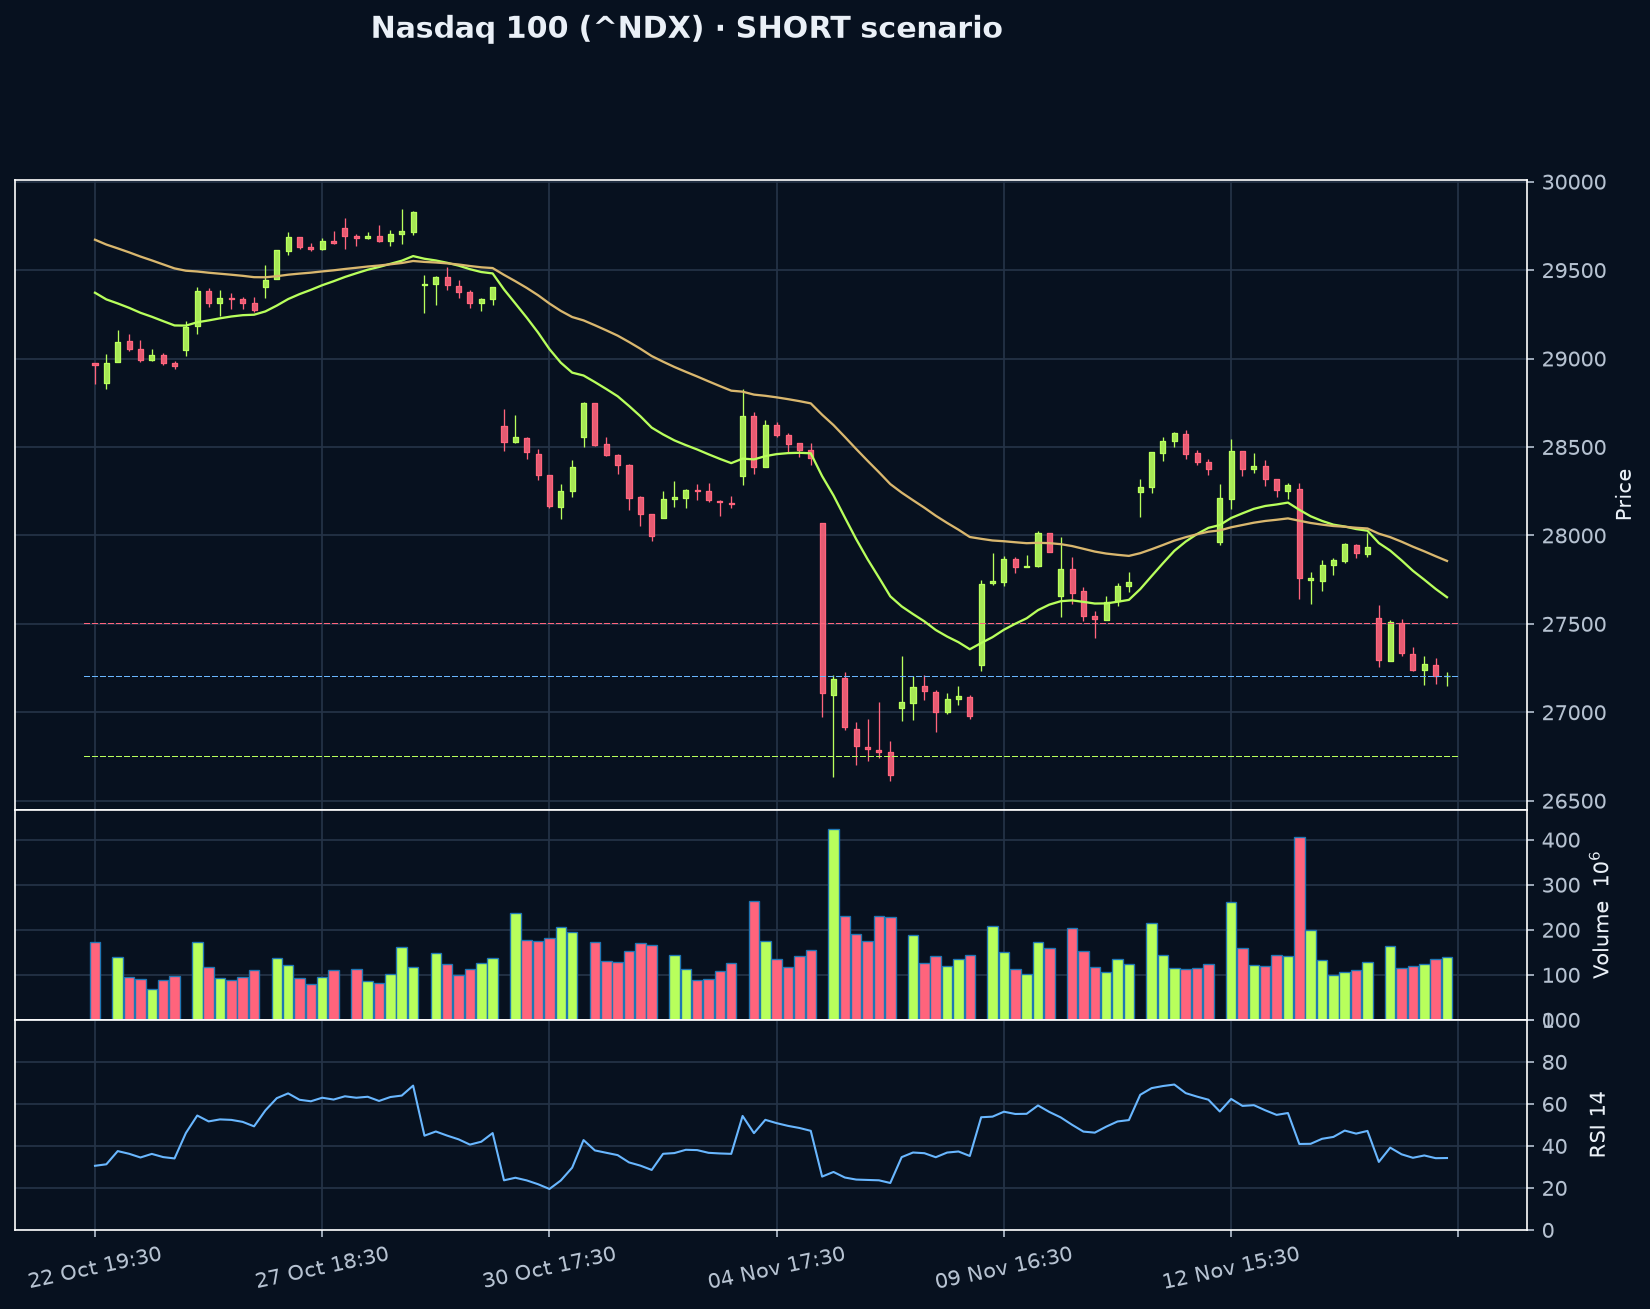 Nasdaq 100 (^NDX) · SHORT scenario
30000
29500
29000
28500
28000
27500
27000
26500
Price
400
300
200
100
0
Volume 10⁶
100
80
60
40
20
0
RSI 14
22 Oct 19:30
27 Oct 18:30
30 Oct 17:30
04 Nov 17:30
09 Nov 16:30
12 Nov 15:30